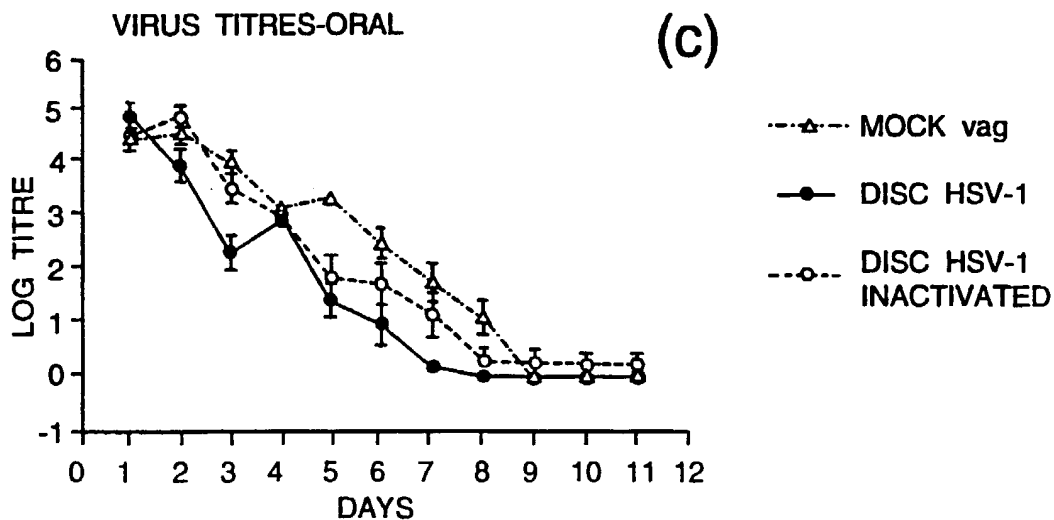 VIRUS TITRES-ORAL
(c)
LOG TITRE
6
5
4
3
2
1
0
-1
0 1 2 3 4 5 6 7 8 9 10 11 12
DAYS
MOCK vag
DISC HSV-1
DISC HSV-1
INACTIVATED